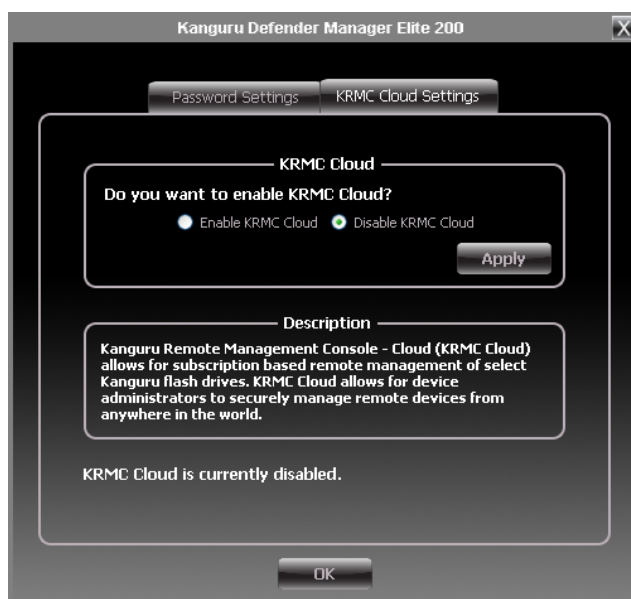 Kanguru Defender Manager Elite 200
X
Password Settings
KRMC Cloud Settings
KRMC Cloud
Do you want to enable KRMC Cloud?
Enable KRMC Cloud
Disable KRMC Cloud
Apply
Description
Kanguru Remote Management Console - Cloud (KRMC Cloud)
allows for subscription based remote management of select
Kanguru flash drives. KRMC Cloud allows for device
administrators to securely manage remote devices from
anywhere in the world.
KRMC Cloud is currently disabled.
OK